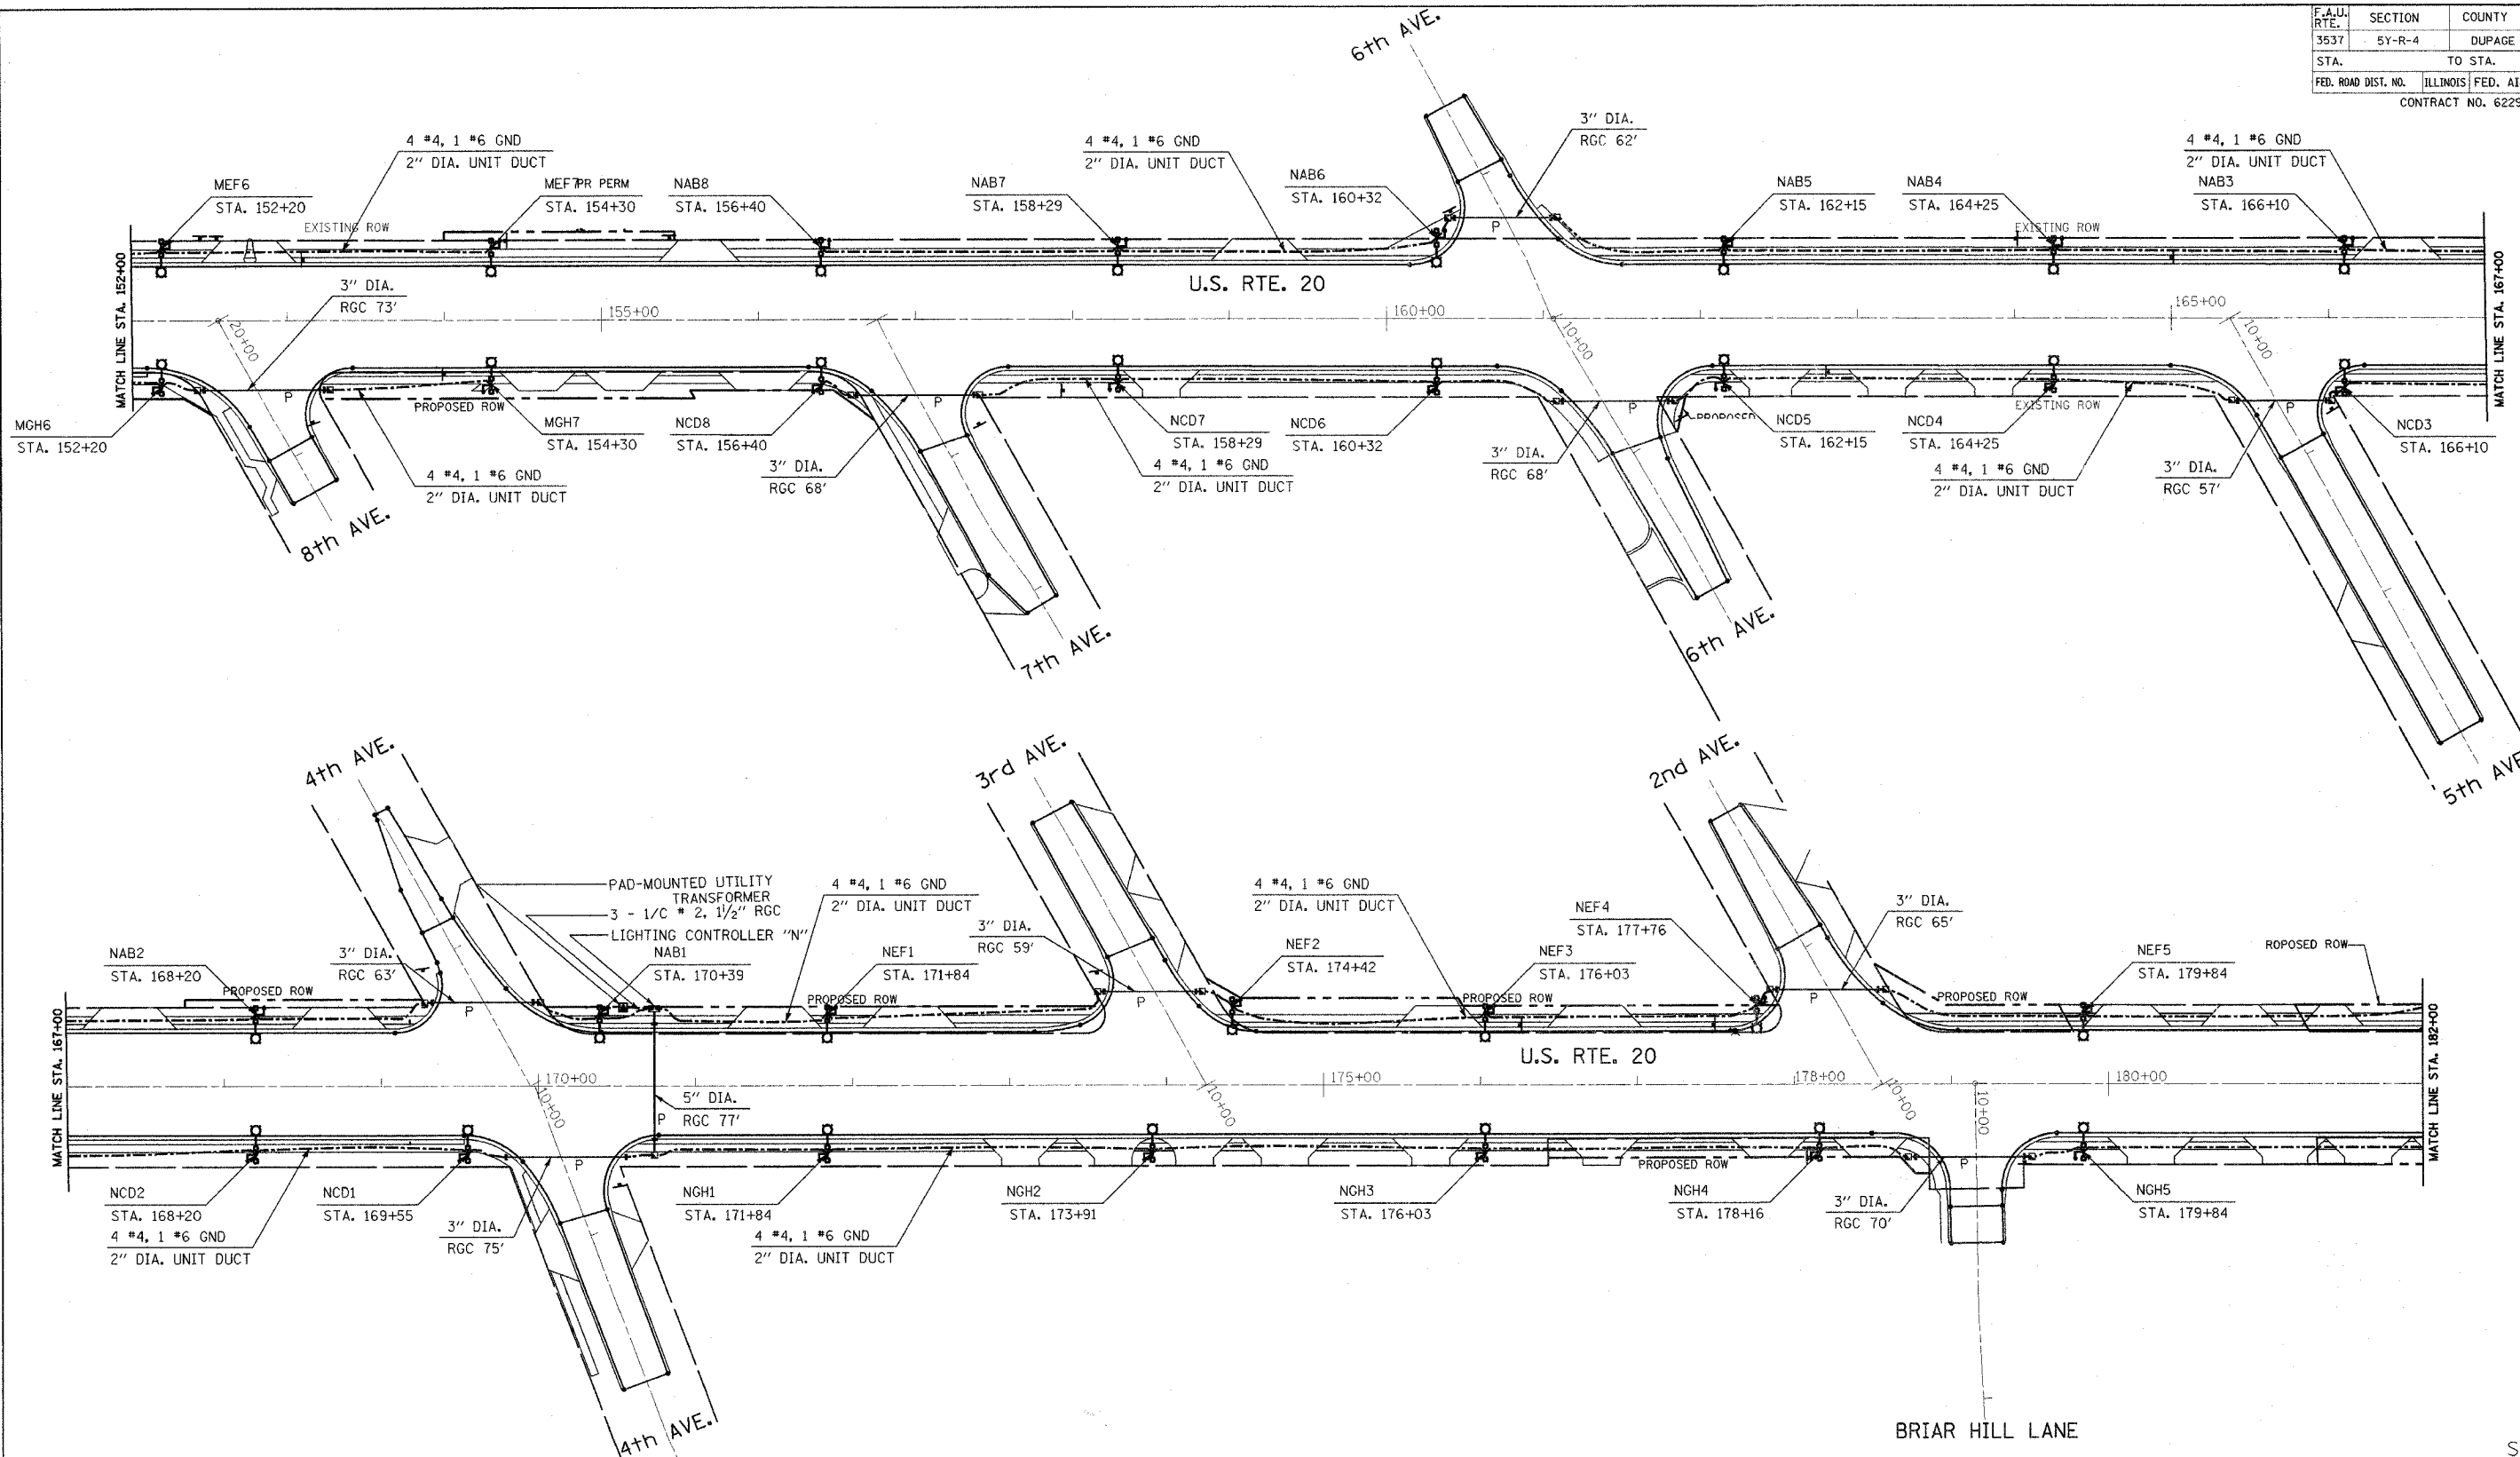 F.A.U. RTE. SECTION COUNTY
3537 5Y-R-4 DUPAGE
STA. TO STA.
FED. ROAD DIST. NO. ILLINOIS FED. AI
CONTRACT NO. 6229
6th AVE.
4 #4, 1 #6 GND
2" DIA. UNIT DUCT
4 #4, 1 #6 GND
2" DIA. UNIT DUCT
3" DIA.
RGC 62'
4 #4, 1 #6 GND
2" DIA. UNIT DUCT
MEF6
STA. 152+20
MEF7 PR PERM
STA. 154+30
NAB8
STA. 156+40
NAB7
STA. 158+29
NAB6
STA. 160+32
NAB5
STA. 162+15
NAB4
STA. 164+25
NAB3
STA. 166+10
EXISTING ROW
P
EXISTING ROW
MATCH LINE STA. 152+00
3" DIA.
RGC 73'
U.S. RTE. 20
MATCH LINE STA. 167+00
20+00
155+00
160+00
10+00
165+00
10+00
P
PROPOSED ROW
P
P
PROPOSED
EXISTING ROW
P
MGH6
STA. 152+20
MGH7
STA. 154+30
NCD8
STA. 156+40
NCD7
STA. 158+29
NCD6
STA. 160+32
NCD5
STA. 162+15
NCD4
STA. 164+25
NCD3
STA. 166+10
4 #4, 1 #6 GND
2" DIA. UNIT DUCT
3" DIA.
RGC 68'
4 #4, 1 #6 GND
2" DIA. UNIT DUCT
3" DIA.
RGC 68'
4 #4, 1 #6 GND
2" DIA. UNIT DUCT
3" DIA.
RGC 57'
8th AVE.
7th AVE.
6th AVE.
5th AVE
4th AVE.
3rd AVE.
2nd AVE.
PAD-MOUNTED UTILITY
TRANSFORMER
3 - 1/C # 2, 1 1/2" RGC
LIGHTING CONTROLLER "N"
4 #4, 1 #6 GND
2" DIA. UNIT DUCT
3" DIA.
RGC 59'
4 #4, 1 #6 GND
2" DIA. UNIT DUCT
3" DIA.
RGC 65'
NAB2
STA. 168+20
3" DIA.
RGC 63'
NAB1
STA. 170+39
NEF1
STA. 171+84
NEF2
STA. 174+42
NEF3
STA. 176+03
NEF4
STA. 177+76
NEF5
STA. 179+84
ROPOSED ROW
PROPOSED ROW
P
PROPOSED ROW
P
PROPOSED ROW
P
PROPOSED ROW
MATCH LINE STA. 167+00
U.S. RTE. 20
MATCH LINE STA. 182+00
170+00
10+00
10+00
175+00
178+00
10+00
10+00
180+00
5" DIA.
RGC 77'
P
P
PROPOSED ROW
P
NCD2
STA. 168+20
NCD1
STA. 169+55
NGH1
STA. 171+84
NGH2
STA. 173+91
NGH3
STA. 176+03
NGH4
STA. 178+16
NGH5
STA. 179+84
4 #4, 1 #6 GND
2" DIA. UNIT DUCT
3" DIA.
RGC 75'
4 #4, 1 #6 GND
2" DIA. UNIT DUCT
3" DIA.
RGC 70'
4th AVE.
BRIAR HILL LANE
S